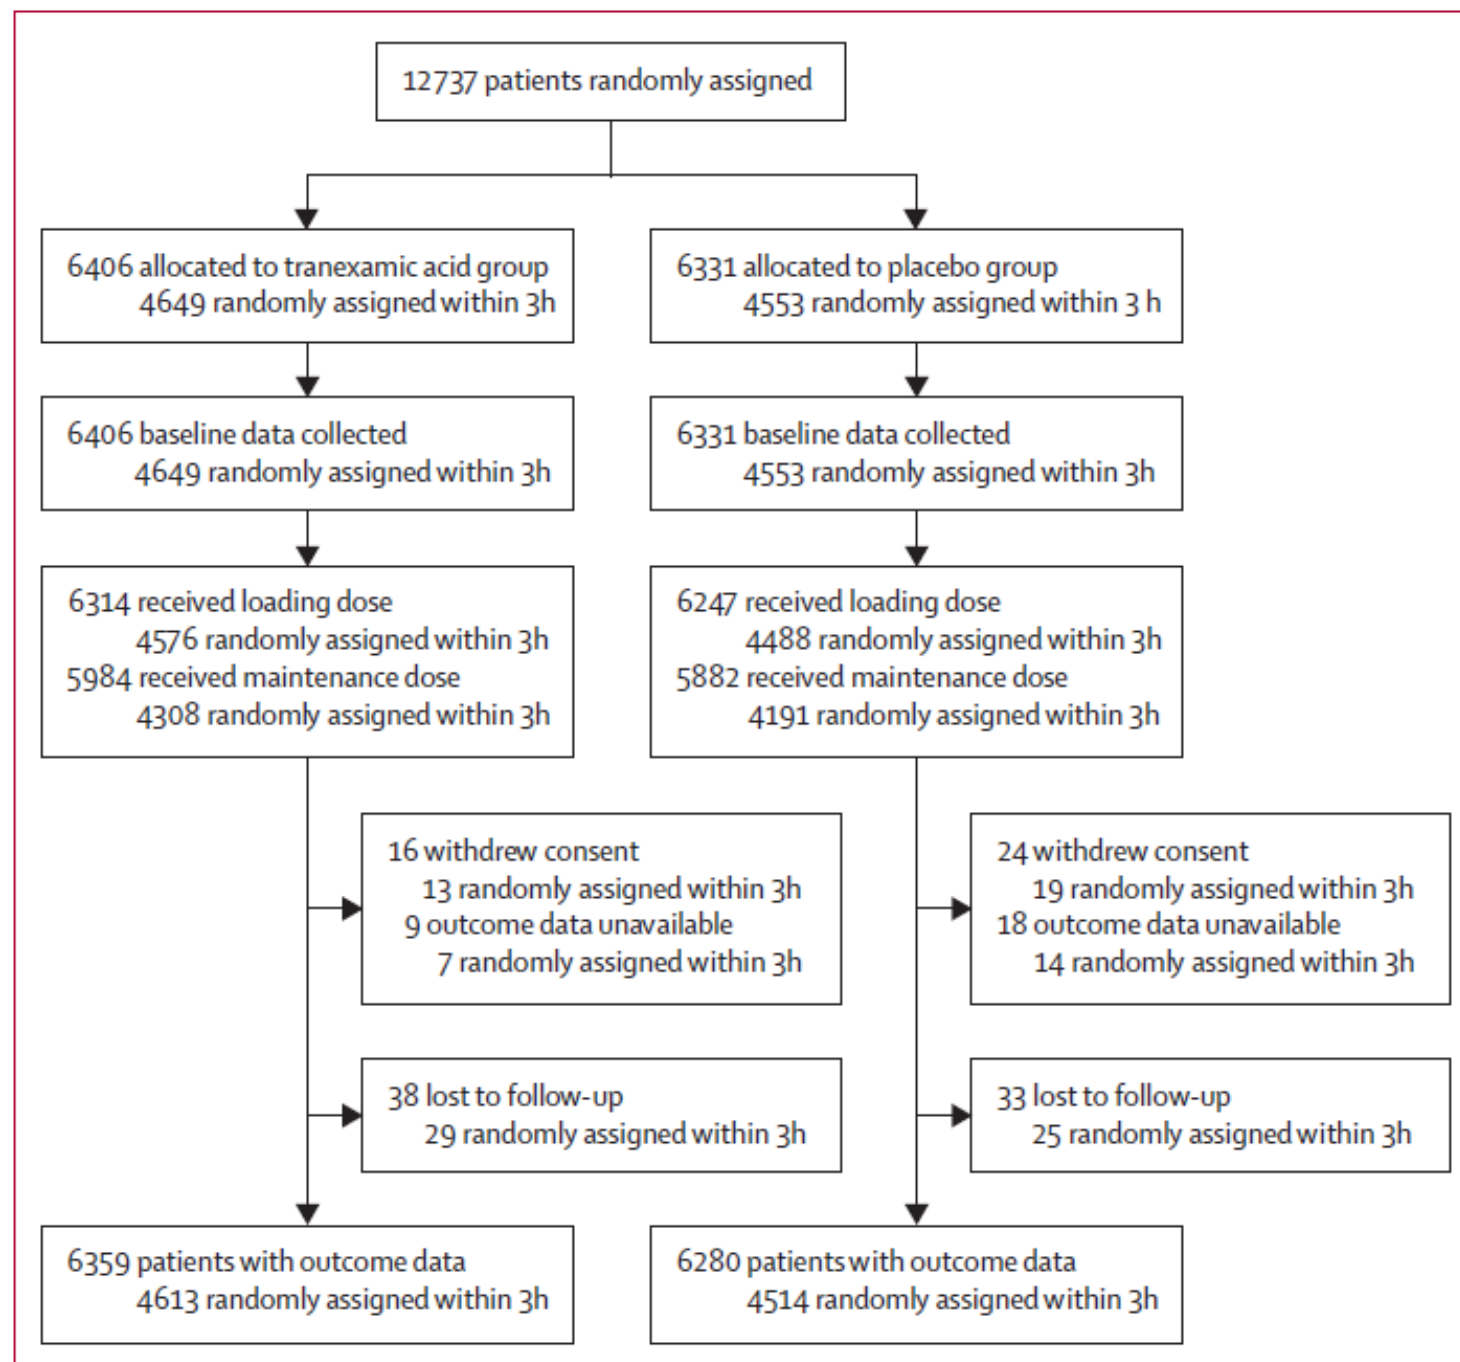 12737 patients randomly assigned
6406 allocated to tranexamic acid group
4649 randomly assigned within 3h
6331 allocated to placebo group
4553 randomly assigned within 3 h
6406 baseline data collected
4649 randomly assigned within 3h
6331 baseline data collected
4553 randomly assigned within 3h
6314 received loading dose
4576 randomly assigned within 3h
5984 received maintenance dose
4308 randomly assigned within 3h
6247 received loading dose
4488 randomly assigned within 3h
5882 received maintenance dose
4191 randomly assigned within 3h
16 withdrew consent
13 randomly assigned within 3h
9 outcome data unavailable
7 randomly assigned within 3h
24 withdrew consent
19 randomly assigned within 3h
18 outcome data unavailable
14 randomly assigned within 3h
38 lost to follow-up
29 randomly assigned within 3h
33 lost to follow-up
25 randomly assigned within 3h
6359 patients with outcome data
4613 randomly assigned within 3h
6280 patients with outcome data
4514 randomly assigned within 3h